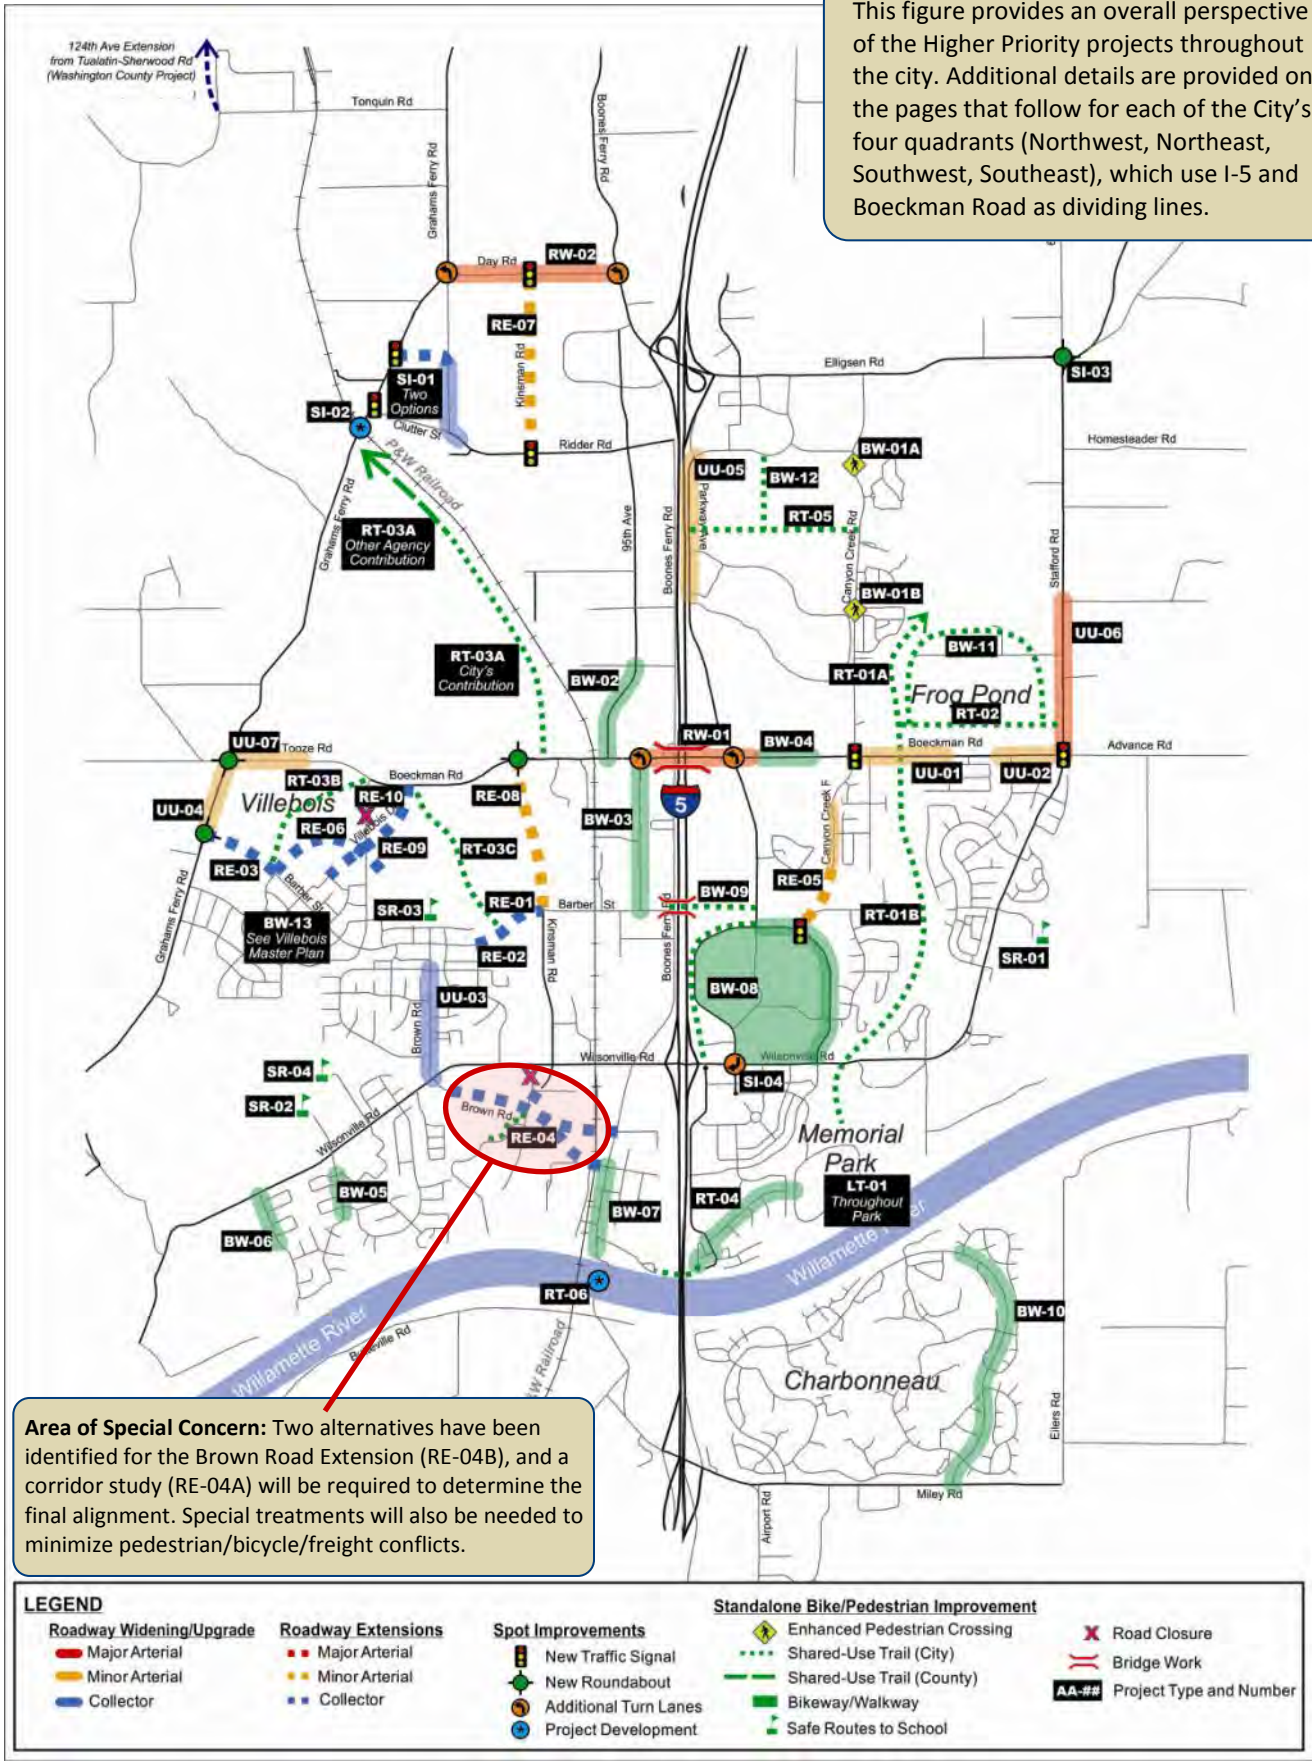 This figure provides an overall perspective
of the Higher Priority projects throughout
the city. Additional details are provided on
the pages that follow for each of the City's
four quadrants (Northwest, Northeast,
Southwest, Southeast), which use I-5 and
Boeckman Road as dividing lines.
124th Ave Extension
from Tualatin-Sherwood Rd
(Washington County Project)
Tonquin Rd
Grahams Ferry Rd
Boones Ferry Rd
Day Rd
RW-02
RE-07
Kinsman Rd
Elligsen Rd
SI-03
SI-01
Two
Options
SI-02
Clutter St
Ridder Rd
P&W Railroad
Homesteader Rd
BW-01A
UU-05
BW-12
Parkway Ave
RT-05
Grahams Ferry Rd
RT-03A
Other Agency
Contribution
95th Ave
Boones Ferry Rd
Canyon Creek Rd
Stafford Rd
BW-01B
UU-06
BW-11
RT-03A
City's
Contribution
BW-02
RT-01A
Frog Pond
RT-02
RW-01
BW-04
Boeckman Rd
Advance Rd
UU-07
Tooze Rd
UU-01
UU-02
RT-03B
Boeckman Rd
RE-10
RE-08
UU-04
Villebois
5
RE-06
BW-03
RE-09
RT-03C
RE-03
Barber St
RE-05
BW-09
SR-03
RE-01
Barber St
RT-01B
Grahams Ferry Rd
BW-13
See Villebois
Master Plan
RE-02
Kinsman Rd
SR-01
UU-03
BW-08
Brown Rd
Wilsonville Rd
Wilsonville Rd
SI-04
SR-04
SR-02
Brown Rd
RE-04
Wilsonville Rd
Memorial
Park
BW-05
RT-04
LT-01
Throughout
Park
BW-07
BW-06
RT-06
BW-10
Willamette River
Charbonneau
Eilers Rd
Miley Rd
Airport Rd
Area of Special Concern: Two alternatives have been
identified for the Brown Road Extension (RE-04B), and a
corridor study (RE-04A) will be required to determine the
final alignment. Special treatments will also be needed to
minimize pedestrian/bicycle/freight conflicts.
LEGEND
Roadway Widening/Upgrade
Major Arterial
Minor Arterial
Collector
Roadway Extensions
Major Arterial
Minor Arterial
Collector
Spot Improvements
New Traffic Signal
New Roundabout
Additional Turn Lanes
Project Development
Standalone Bike/Pedestrian Improvement
Enhanced Pedestrian Crossing
Shared-Use Trail (City)
Shared-Use Trail (County)
Bikeway/Walkway
Safe Routes to School
Road Closure
Bridge Work
AA-## Project Type and Number